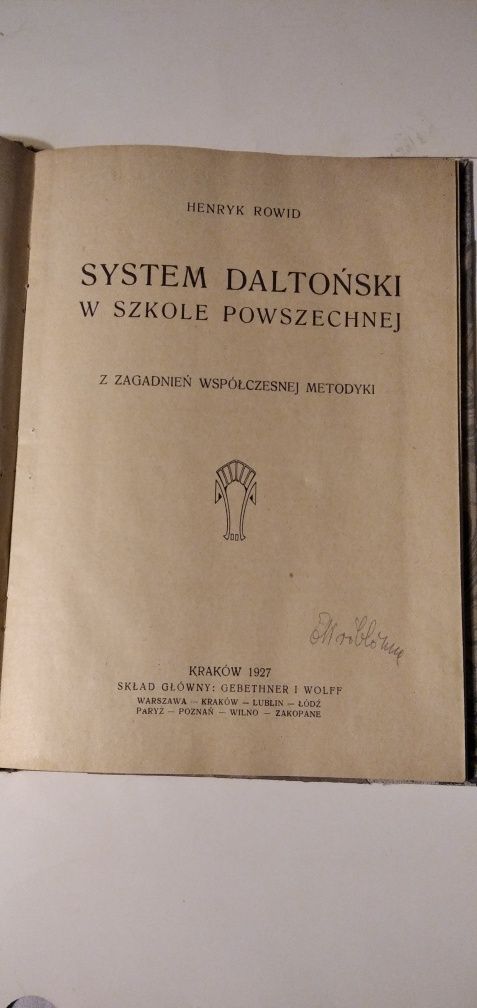 HENRYK ROWID
SYSTEM DALTOŃSKI
W SZKOLE POWSZECHNEJ
Z ZAGADNIEŃ WSPÓŁCZESNEJ METODYKI
KRAKÓW 1927
SKŁAD GŁÓWNY: GEBETHNER I WOLFF
WARSZAWA — KRAKÓW — LUBLIN — ŁÓDŹ
PARYŻ — POZNAŃ — WILNO — ZAKOPANE